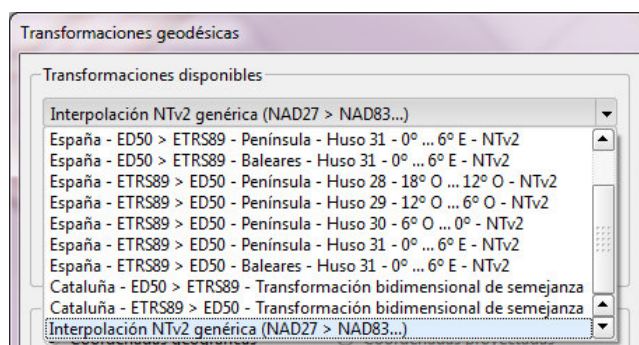 Transformaciones geodésicas
Transformaciones disponibles
Interpolación NTv2 genérica (NAD27 > NAD83...)
España - ED50 > ETRS89 - Península - Huso 31 - 0º ... 6º E - NTv2
España - ED50 > ETRS89 - Baleares - Huso 31 - 0º ... 6º E - NTv2
España - ETRS89 > ED50 - Península - Huso 28 - 18º O ... 12º O - NTv2
España - ETRS89 > ED50 - Península - Huso 29 - 12º O ... 6º O - NTv2
España - ETRS89 > ED50 - Península - Huso 30 - 6º O ... 0º - NTv2
España - ETRS89 > ED50 - Península - Huso 31 - 0º ... 6º E - NTv2
España - ETRS89 > ED50 - Baleares - Huso 31 - 0º ... 6º E - NTv2
Cataluña - ED50 > ETRS89 - Transformación bidimensional de semejanza
Cataluña - ETRS89 > ED50 - Transformación bidimensional de semejanza
Interpolación NTv2 genérica (NAD27 > NAD83...)